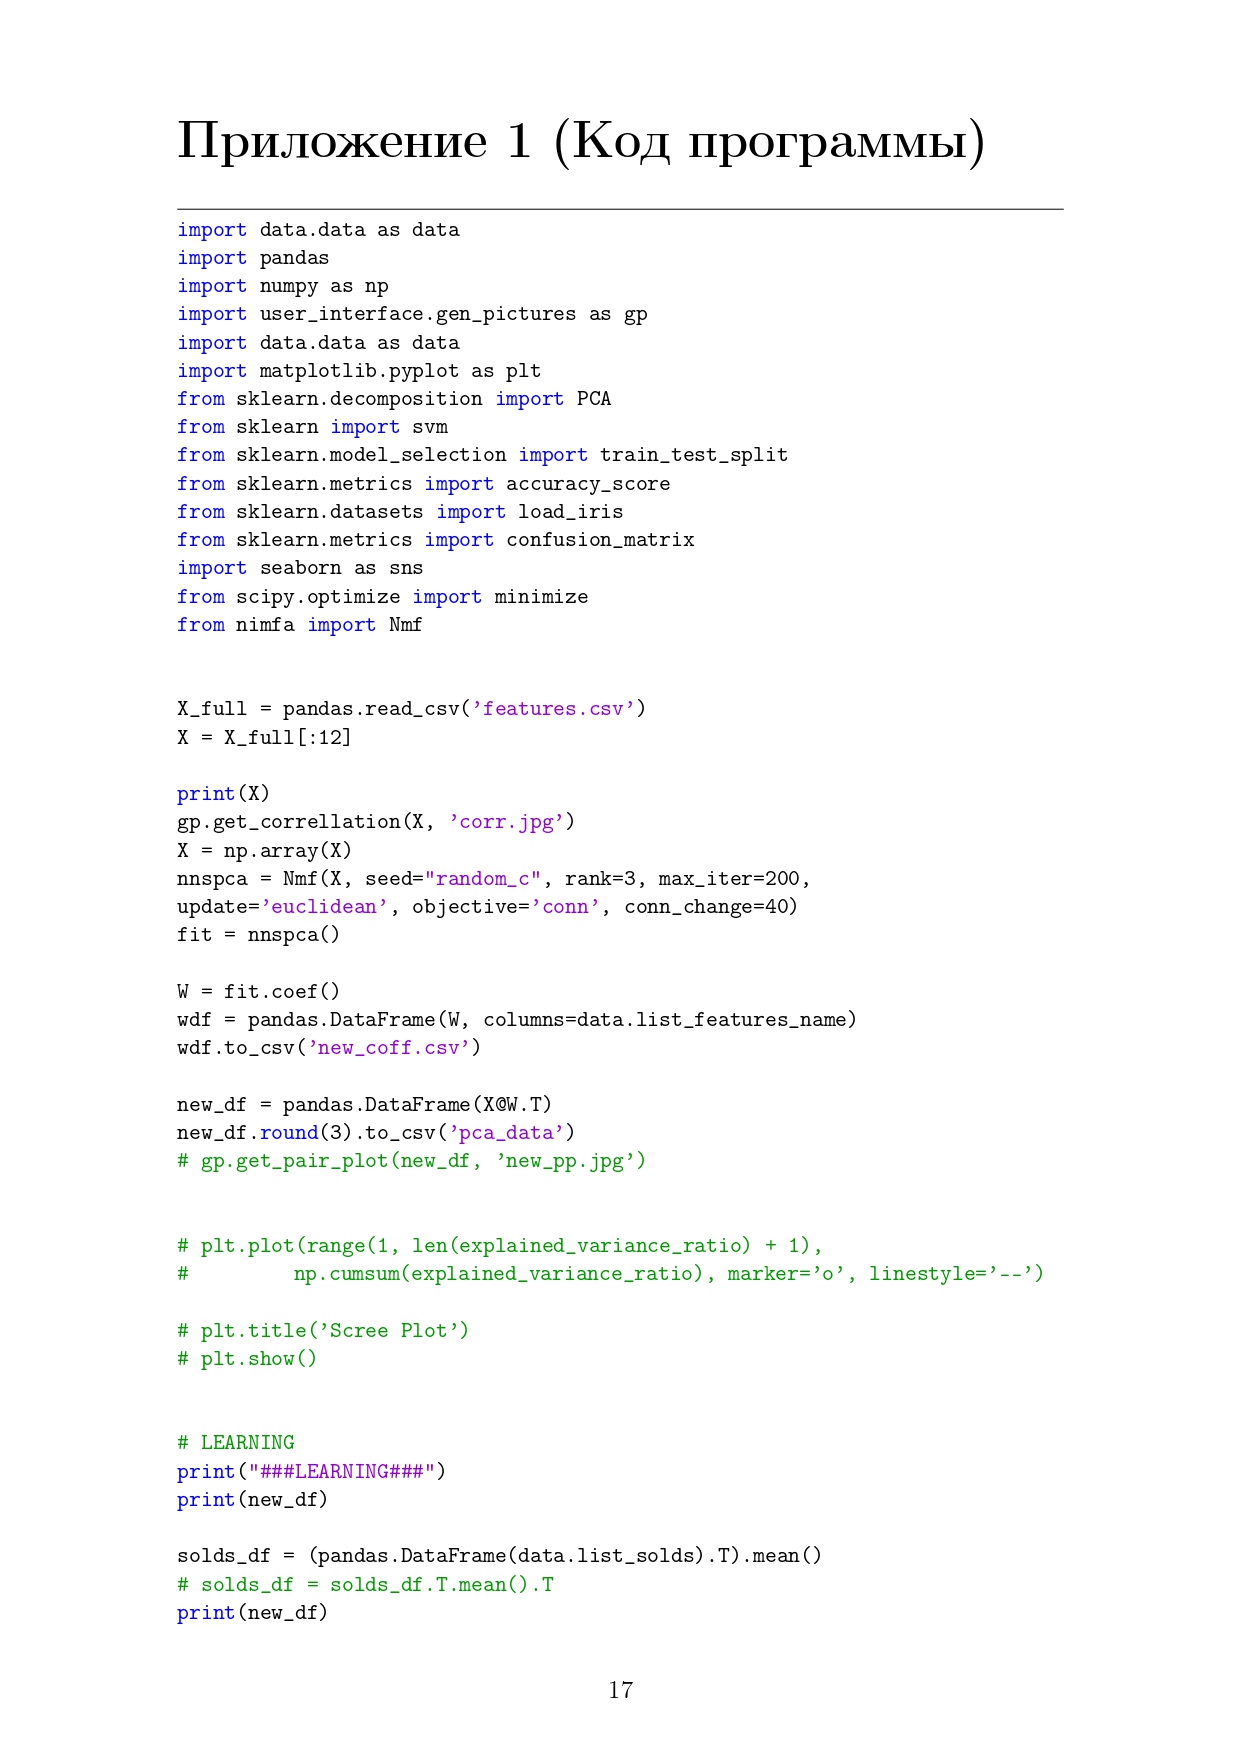 Приложение 1 (Код программы)
import data.data as data
import pandas
import numpy as np
import user_interface.gen_pictures as gp
import data.data as data
import matplotlib.pyplot as plt
from sklearn.decomposition import PCA
from sklearn import svm
from sklearn.model_selection import train_test_split
from sklearn.metrics import accuracy_score
from sklearn.datasets import load_iris
from sklearn.metrics import confusion_matrix
import seaborn as sns
from scipy.optimize import minimize
from nimfa import Nmf
X_full = pandas.read_csv(’features.csv’)
X = X_full[:12]
print(X)
gp.get_correllation(X, ’corr.jpg’)
X = np.array(X)
nnspca = Nmf(X, seed="random_c", rank=3, max_iter=200,
update=’euclidean’, objective=’conn’, conn_change=40)
fit = nnspca()
W = fit.coef()
wdf = pandas.DataFrame(W, columns=data.list_features_name)
wdf.to_csv(’new_coff.csv’)
new_df = pandas.DataFrame(X@W.T)
new_df.round(3).to_csv(’pca_data’)
# gp.get_pair_plot(new_df, ’new_pp.jpg’)
# plt.plot(range(1, len(explained_variance_ratio) + 1),
#         np.cumsum(explained_variance_ratio), marker=’o’, linestyle=’--’)
# plt.title(’Scree Plot’)
# plt.show()
# LEARNING
print("###LEARNING###")
print(new_df)
solds_df = (pandas.DataFrame(data.list_solds).T).mean()
# solds_df = solds_df.T.mean().T
print(new_df)
17